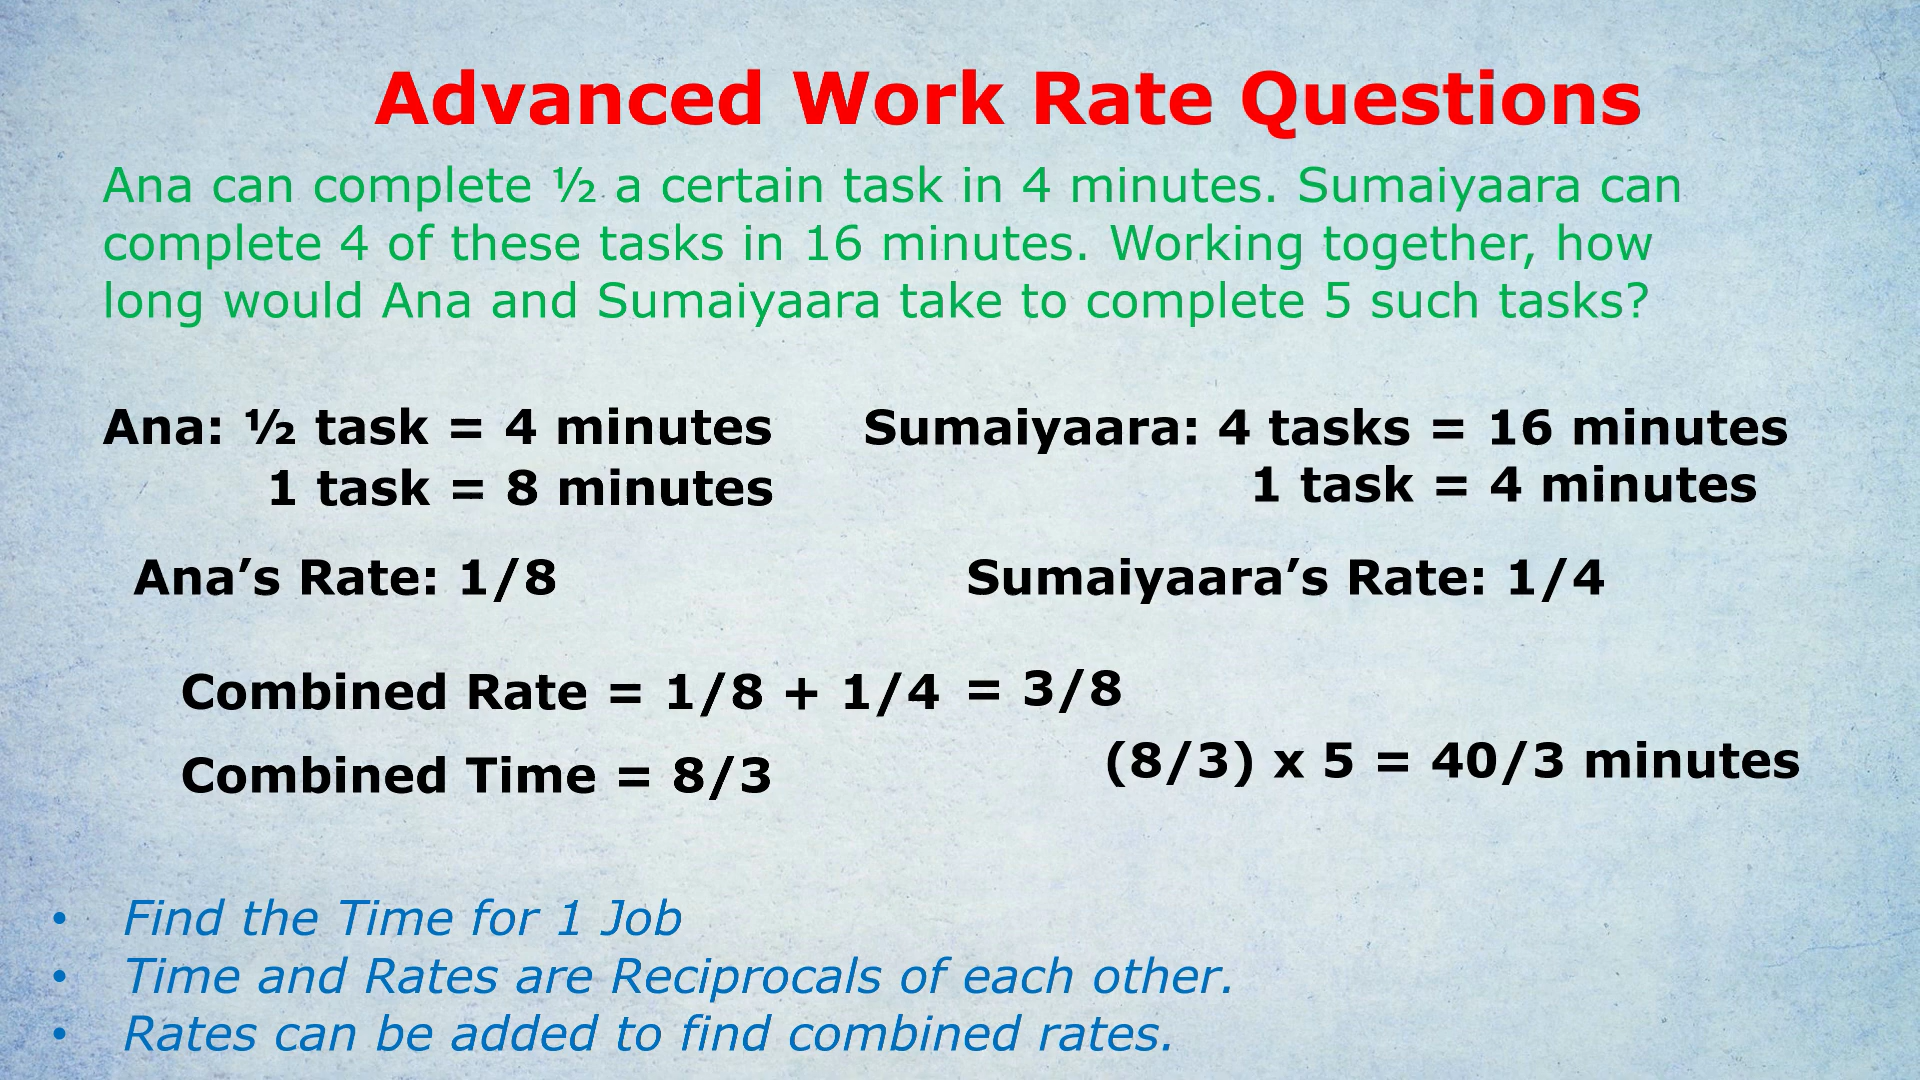 Advanced Work Rate Questions
Ana can complete ½ a certain task in 4 minutes. Sumaiyaara can
complete 4 of these tasks in 16 minutes. Working together, how
long would Ana and Sumaiyaara take to complete 5 such tasks?
Ana: ½ task = 4 minutes
1 task = 8 minutes
Sumaiyaara: 4 tasks = 16 minutes
1 task = 4 minutes
Ana’s Rate: 1/8
Sumaiyaara’s Rate: 1/4
Combined Rate = 1/8 + 1/4 = 3/8
Combined Time = 8/3
(8/3) x 5 = 40/3 minutes
• Find the Time for 1 Job
• Time and Rates are Reciprocals of each other.
• Rates can be added to find combined rates.